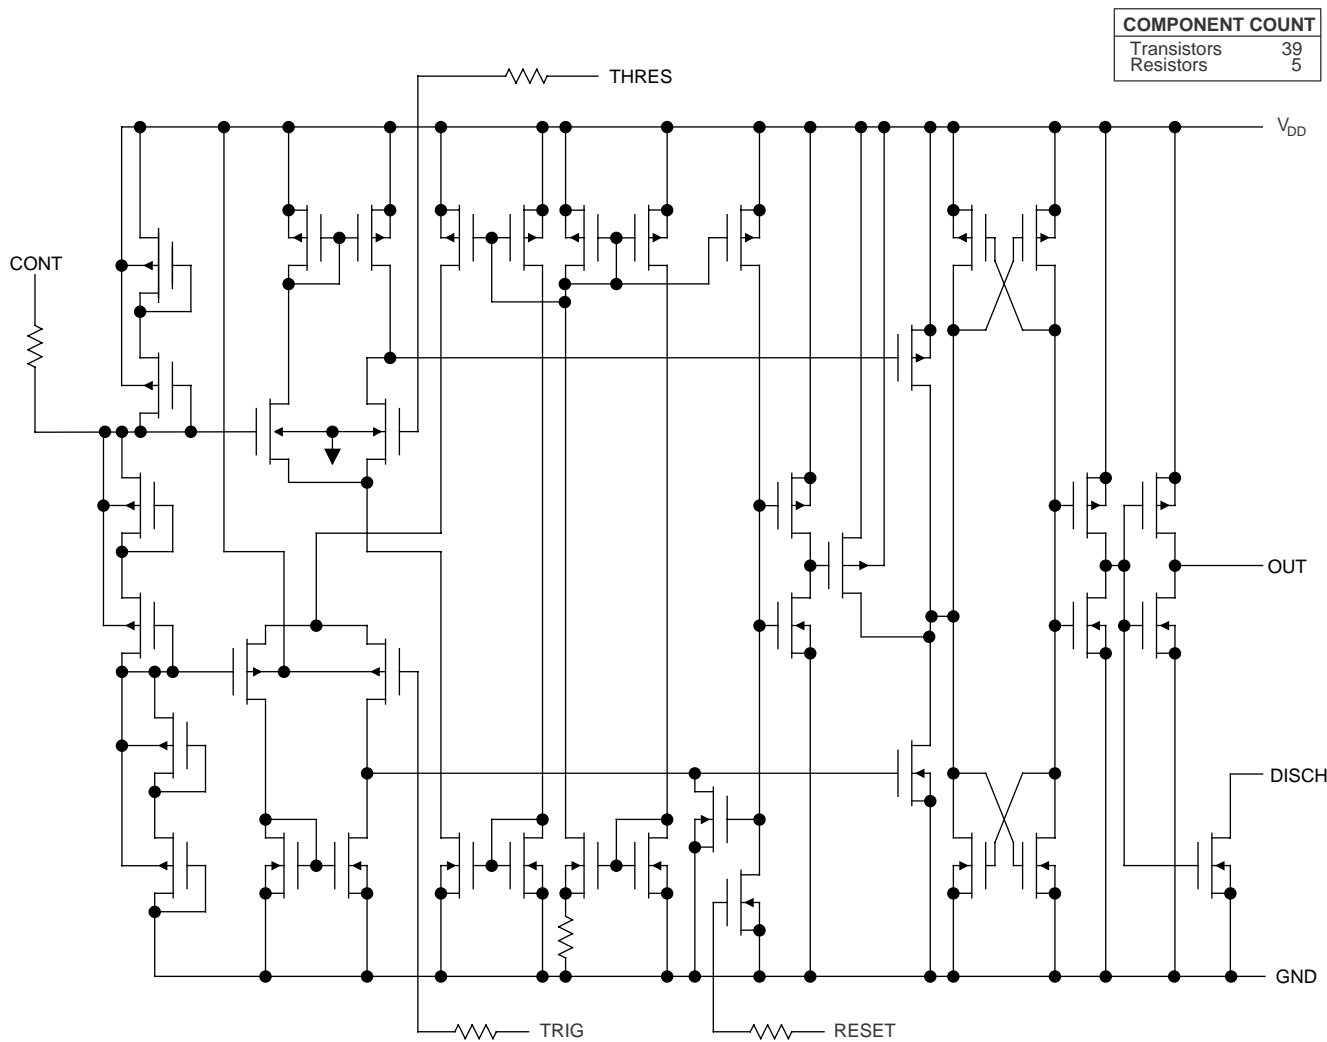 COMPONENT COUNT
Transistors 39
Resistors 5
THRES
VDD
CONT
OUT
DISCH
GND
TRIG
RESET